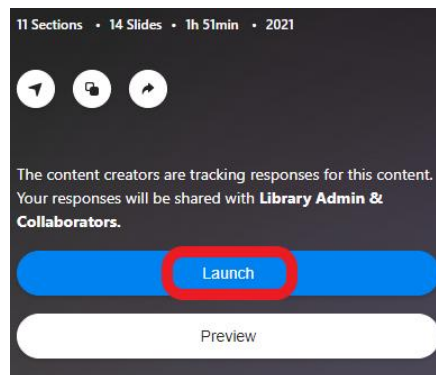 11 Sections • 14 Slides • 1h 51min • 2021
The content creators are tracking responses for this content.
Your responses will be shared with Library Admin &
Collaborators.
Launch
Preview